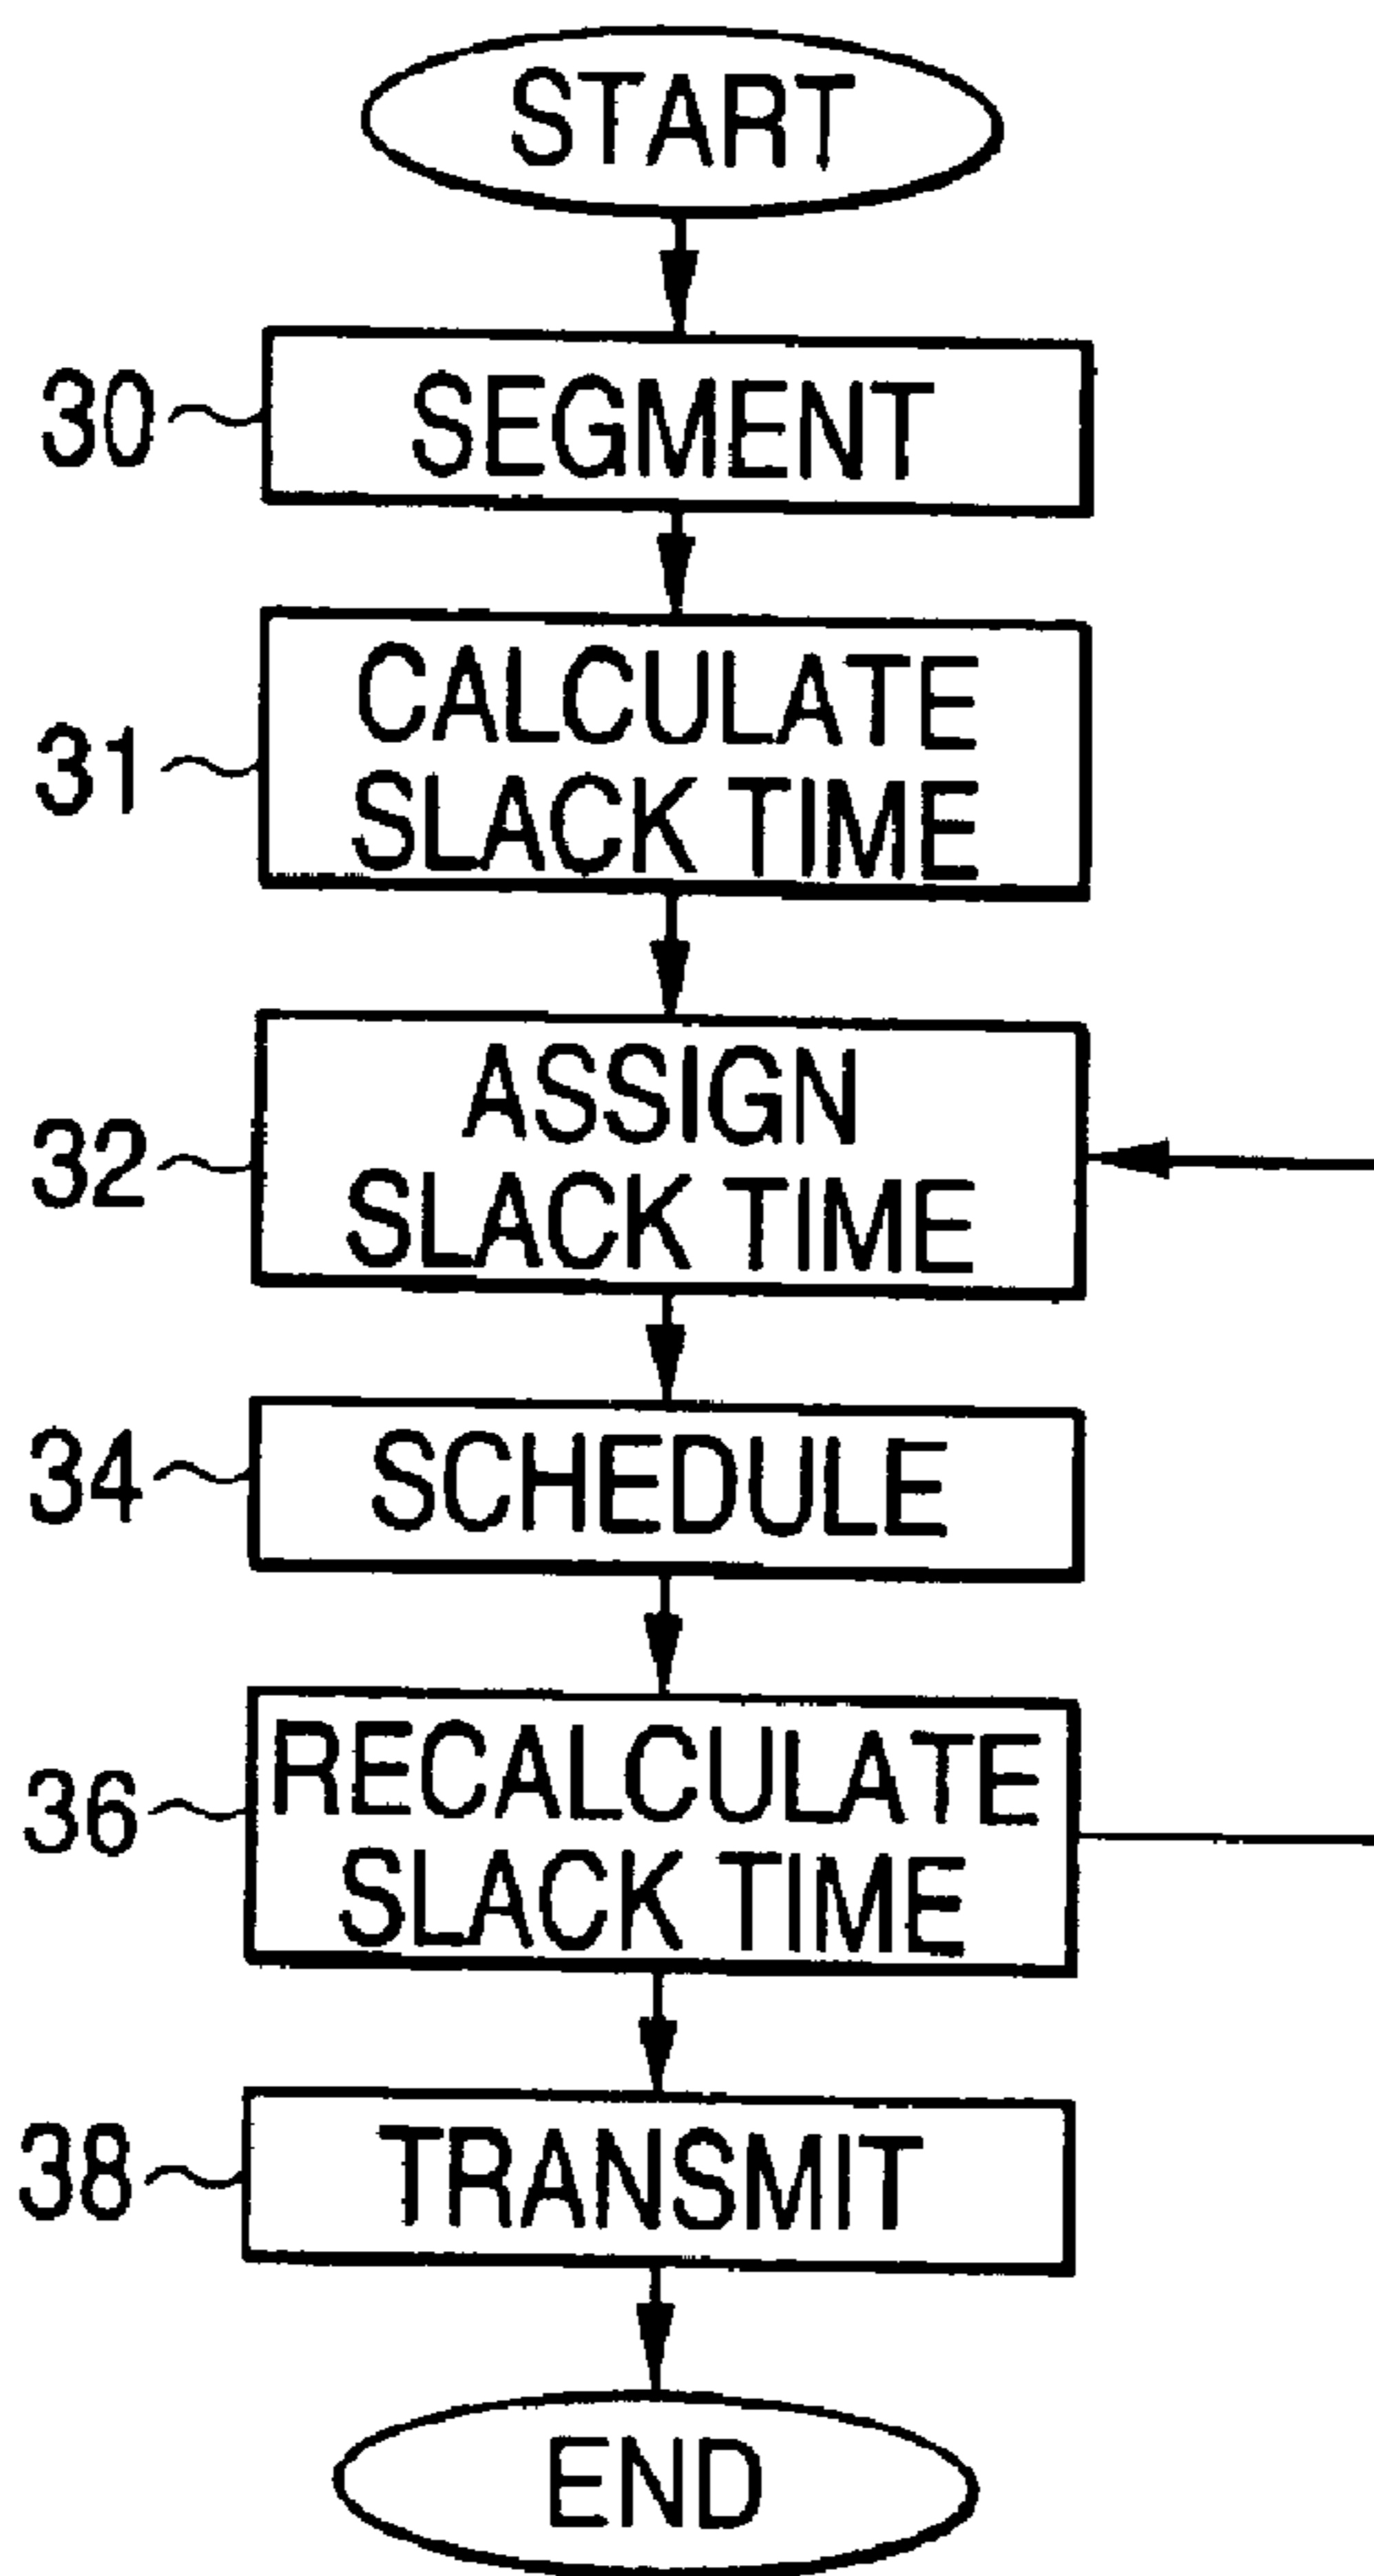 START
30
SEGMENT
31
CALCULATE
SLACK TIME
32
ASSIGN
SLACK TIME
34
SCHEDULE
36
RECALCULATE
SLACK TIME
38
TRANSMIT
END